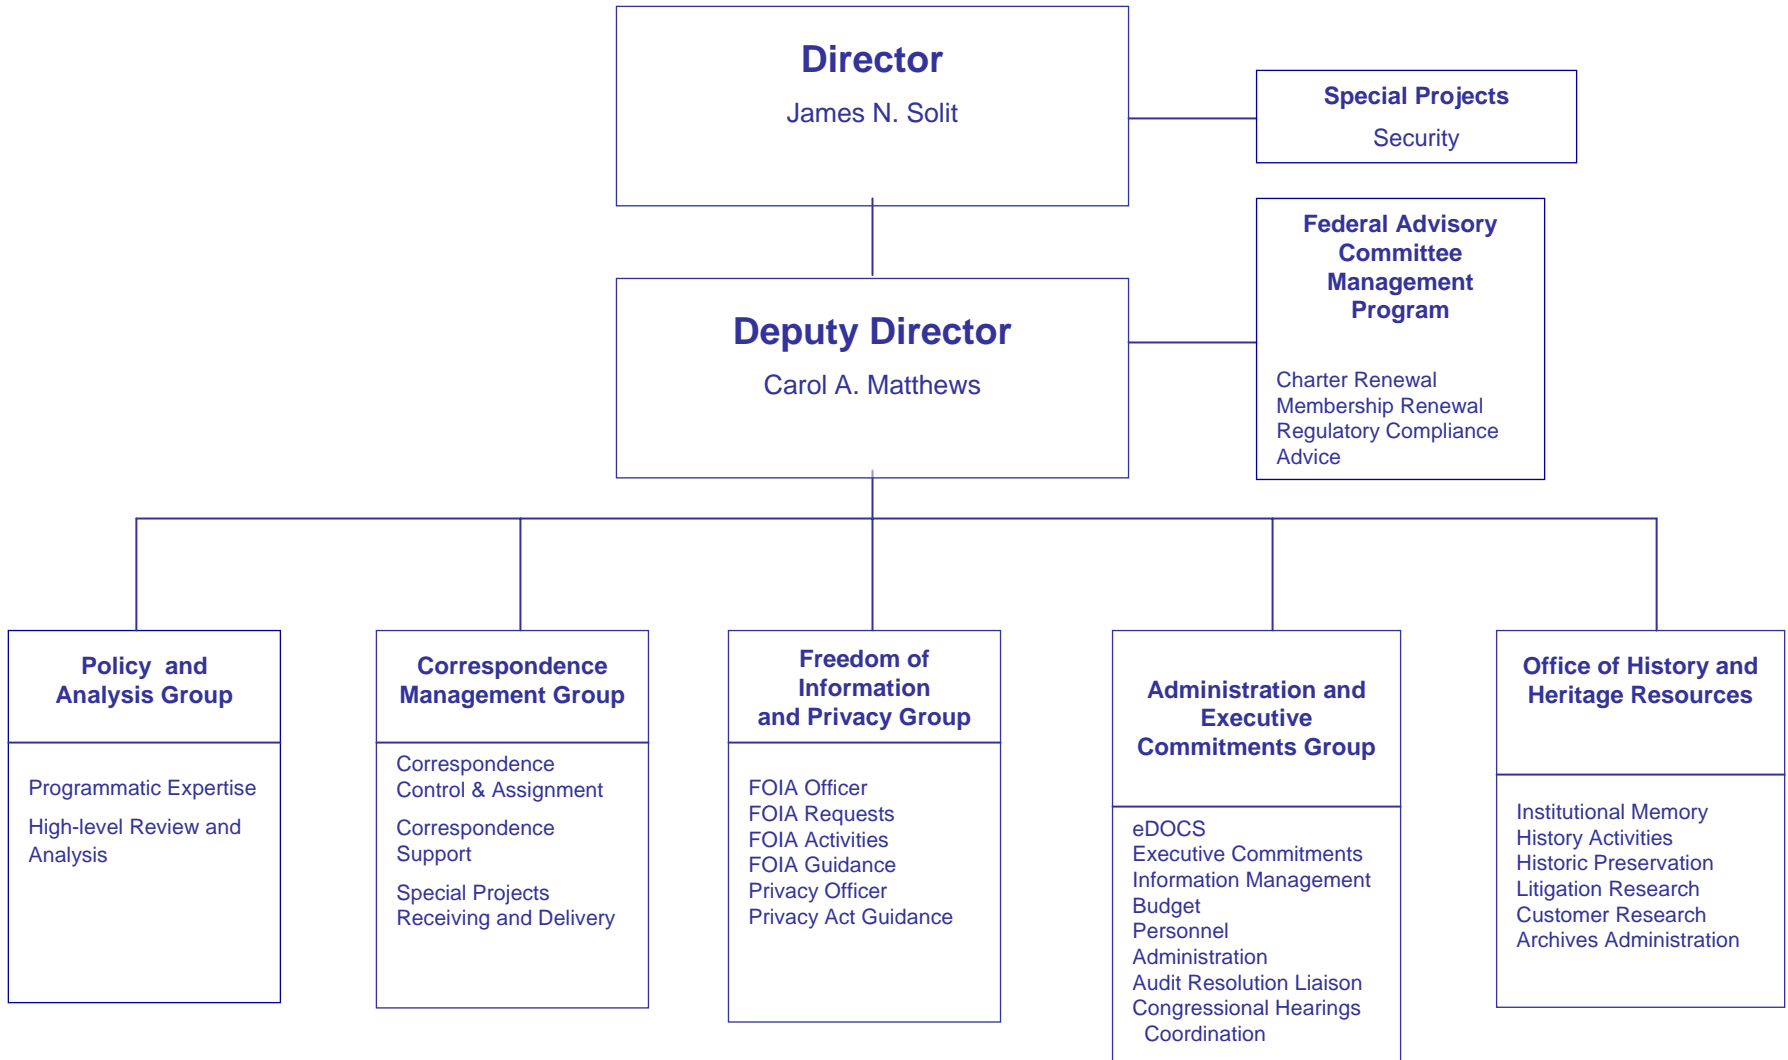 Director
James N. Solit
Special Projects
Security
Federal Advisory
Committee
Management
Program
Charter Renewal
Membership Renewal
Regulatory Compliance
Advice
Deputy Director
Carol A. Matthews
Policy and
Analysis Group
Programmatic Expertise
High-level Review and
Analysis
Correspondence
Management Group
Correspondence
Control & Assignment
Correspondence
Support
Special Projects
Receiving and Delivery
Freedom of
Information
and Privacy Group
FOIA Officer
FOIA Requests
FOIA Activities
FOIA Guidance
Privacy Officer
Privacy Act Guidance
Administration and
Executive
Commitments Group
eDOCS
Executive Commitments
Information Management
Budget
Personnel
Administration
Audit Resolution Liaison
Congressional Hearings
Coordination
Office of History and
Heritage Resources
Institutional Memory
History Activities
Historic Preservation
Litigation Research
Customer Research
Archives Administration